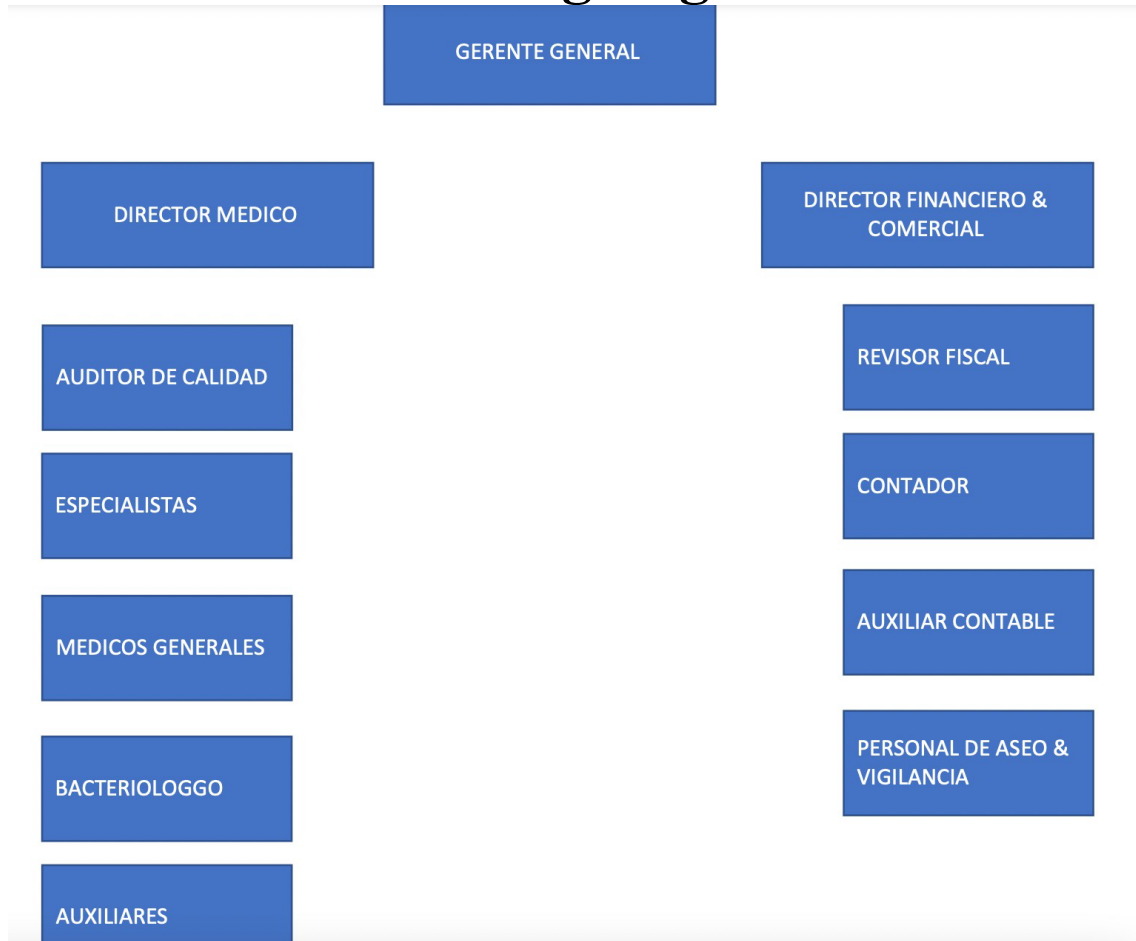 GERENTE GENERAL
DIRECTOR MEDICO
DIRECTOR FINANCIERO &
COMERCIAL
AUDITOR DE CALIDAD
ESPECIALISTAS
MEDICOS GENERALES
BACTERIOLOGGO
AUXILIARES
REVISOR FISCAL
CONTADOR
AUXILIAR CONTABLE
PERSONAL DE ASEO &
VIGILANCIA